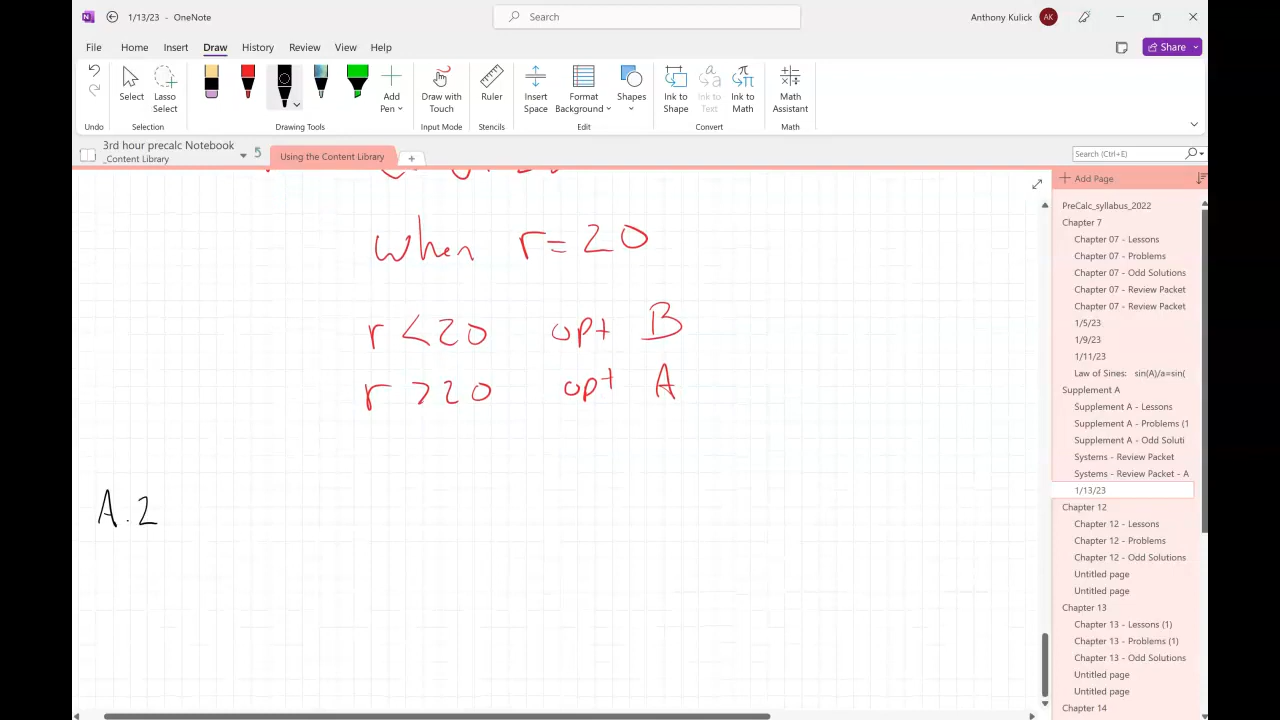 1/13/23 - OneNote
Search
Anthony Kulick
AK
File Home Insert Draw History Review View Help
Share
Undo
Select
Lasso Select
Add Pen
Draw with Touch
Ruler
Insert Space
Format Background
Shapes
Ink to Shape
Ink to Text
Ink to Math
Math Assistant
Undo Selection Drawing Tools Input Mode Stencils Edit Convert Math
3rd hour precalc Notebook
_Content Library
Using the Content Library
Search (Ctrl+E)
When r=20
r <20 opt B
r >20 opt A
A.2
Add Page
PreCalc_syllabus_2022
Chapter 7
Chapter 07 - Lessons
Chapter 07 - Problems
Chapter 07 - Odd Solutions
Chapter 07 - Review Packet
Chapter 07 - Review Packet
1/5/23
1/9/23
1/11/23
Law of Sines: sin(A)/a=sin(
Supplement A
Supplement A - Lessons
Supplement A - Problems (1
Supplement A - Odd Soluti
Systems - Review Packet
Systems - Review Packet - A
1/13/23
Chapter 12
Chapter 12 - Lessons
Chapter 12 - Problems
Chapter 12 - Odd Solutions
Untitled page
Untitled page
Chapter 13
Chapter 13 - Lessons (1)
Chapter 13 - Problems (1)
Chapter 13 - Odd Solutions
Untitled page
Untitled page
Chapter 14